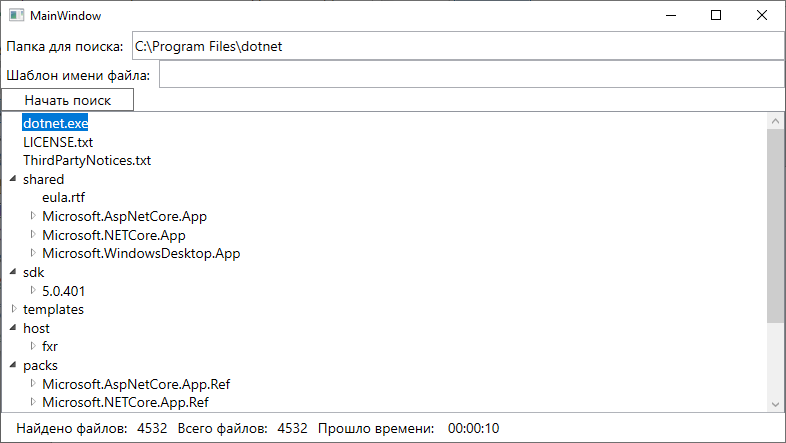 MainWindow
Папка для поиска: C:\Program Files\dotnet
Шаблон имени файла:
Начать поиск
dotnet.exe
LICENSE.txt
ThirdPartyNotices.txt
shared
eula.rtf
Microsoft.AspNetCore.App
Microsoft.NETCore.App
Microsoft.WindowsDesktop.App
sdk
5.0.401
templates
host
fxr
packs
Microsoft.AspNetCore.App.Ref
Microsoft.NETCore.App.Ref
Найдено файлов: 4532 Всего файлов: 4532 Прошло времени: 00:00:10